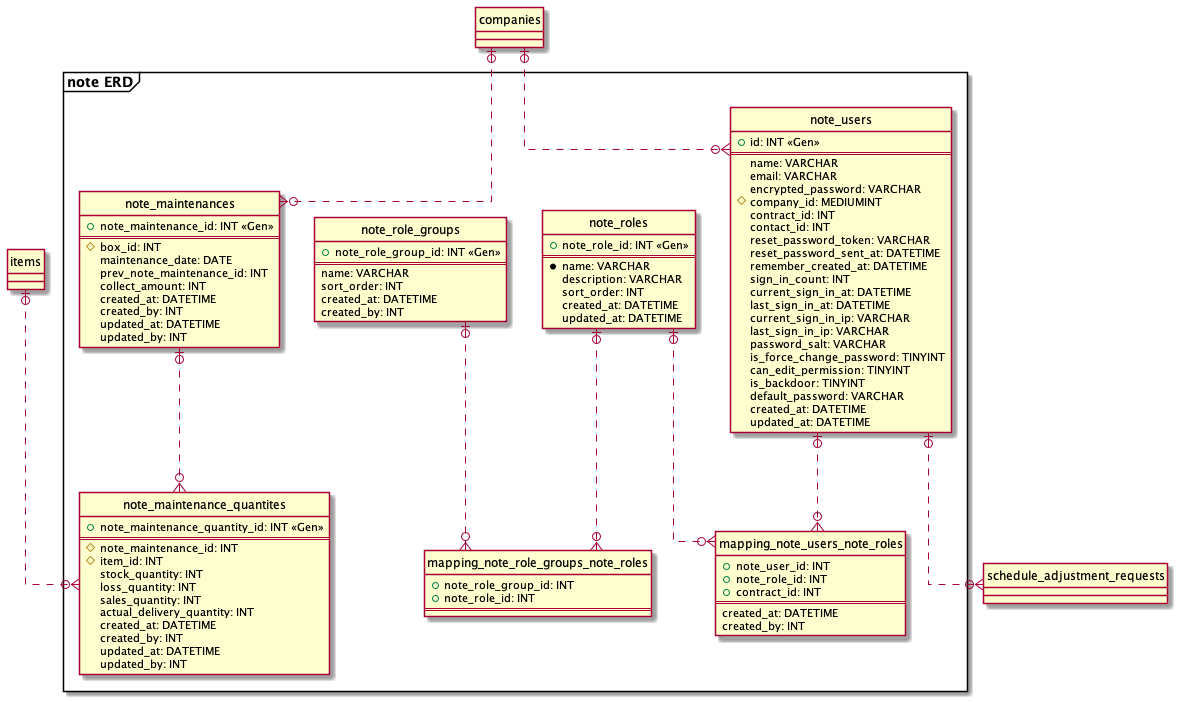 companies
note ERD
note_users
id: INT «Gen»
name: VARCHAR
email: VARCHAR
encrypted_password: VARCHAR
company_id: MEDIUMINT
contract_id: INT
contact_id: INT
reset_password_token: VARCHAR
reset_password_sent_at: DATETIME
remember_created_at: DATETIME
sign_in_count: INT
current_sign_in_at: DATETIME
last_sign_in_at: DATETIME
current_sign_in_ip: VARCHAR
last_sign_in_ip: VARCHAR
password_salt: VARCHAR
is_force_change_password: TINYINT
can_edit_permission: TINYINT
is_backdoor: TINYINT
default_password: VARCHAR
created_at: DATETIME
updated_at: DATETIME
note_maintenances
note_maintenance_id: INT «Gen»
box_id: INT
maintenance_date: DATE
prev_note_maintenance_id: INT
collect_amount: INT
created_at: DATETIME
created_by: INT
updated_at: DATETIME
updated_by: INT
note_role_groups
note_role_group_id: INT «Gen»
name: VARCHAR
sort_order: INT
created_at: DATETIME
created_by: INT
note_roles
note_role_id: INT «Gen»
name: VARCHAR
description: VARCHAR
sort_order: INT
created_at: DATETIME
updated_at: DATETIME
items
note_maintenance_quantites
note_maintenance_quantity_id: INT «Gen»
note_maintenance_id: INT
item_id: INT
stock_quantity: INT
loss_quantity: INT
sales_quantity: INT
actual_delivery_quantity: INT
created_at: DATETIME
created_by: INT
updated_at: DATETIME
updated_by: INT
mapping_note_role_groups_note_roles
note_role_group_id: INT
note_role_id: INT
mapping_note_users_note_roles
note_user_id: INT
note_role_id: INT
contract_id: INT
created_at: DATETIME
created_by: INT
schedule_adjustment_requests